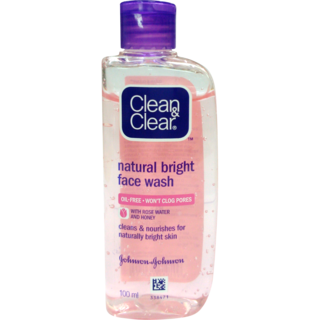 Clean &
Clear®
™
natural bright
face wash
OIL-FREE • WON'T CLOG PORES
WITH ROSE WATER
AND HONEY
cleans & nourishes for
naturally bright skin
Johnson & Johnson
100 ml